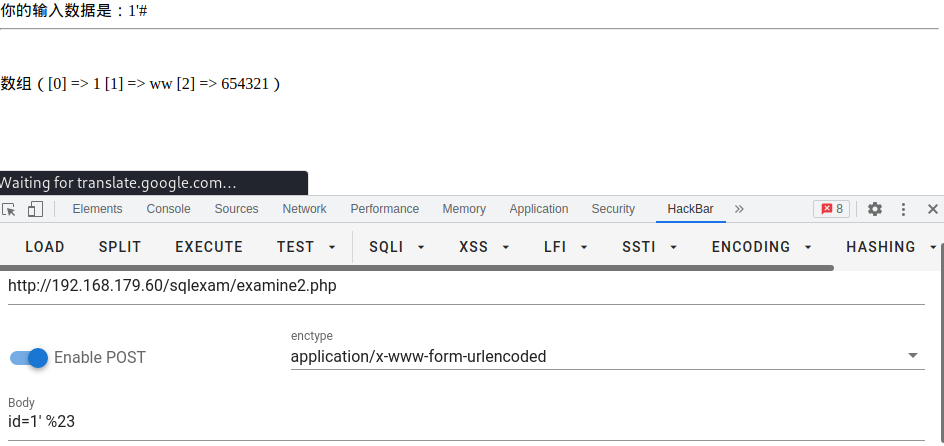 你的输入数据是：1'#
数组（[0] => 1 [1] => ww [2] => 654321 ）
Waiting for translate.google.com...
Elements Console Sources Network Performance Memory Application Security HackBar » 8
LOAD SPLIT EXECUTE TEST SQLI XSS LFI SSTI ENCODING HASHING
http://192.168.179.60/sqlexam/examine2.php
enctype
Enable POST application/x-www-form-urlencoded
Body
id=1' %23